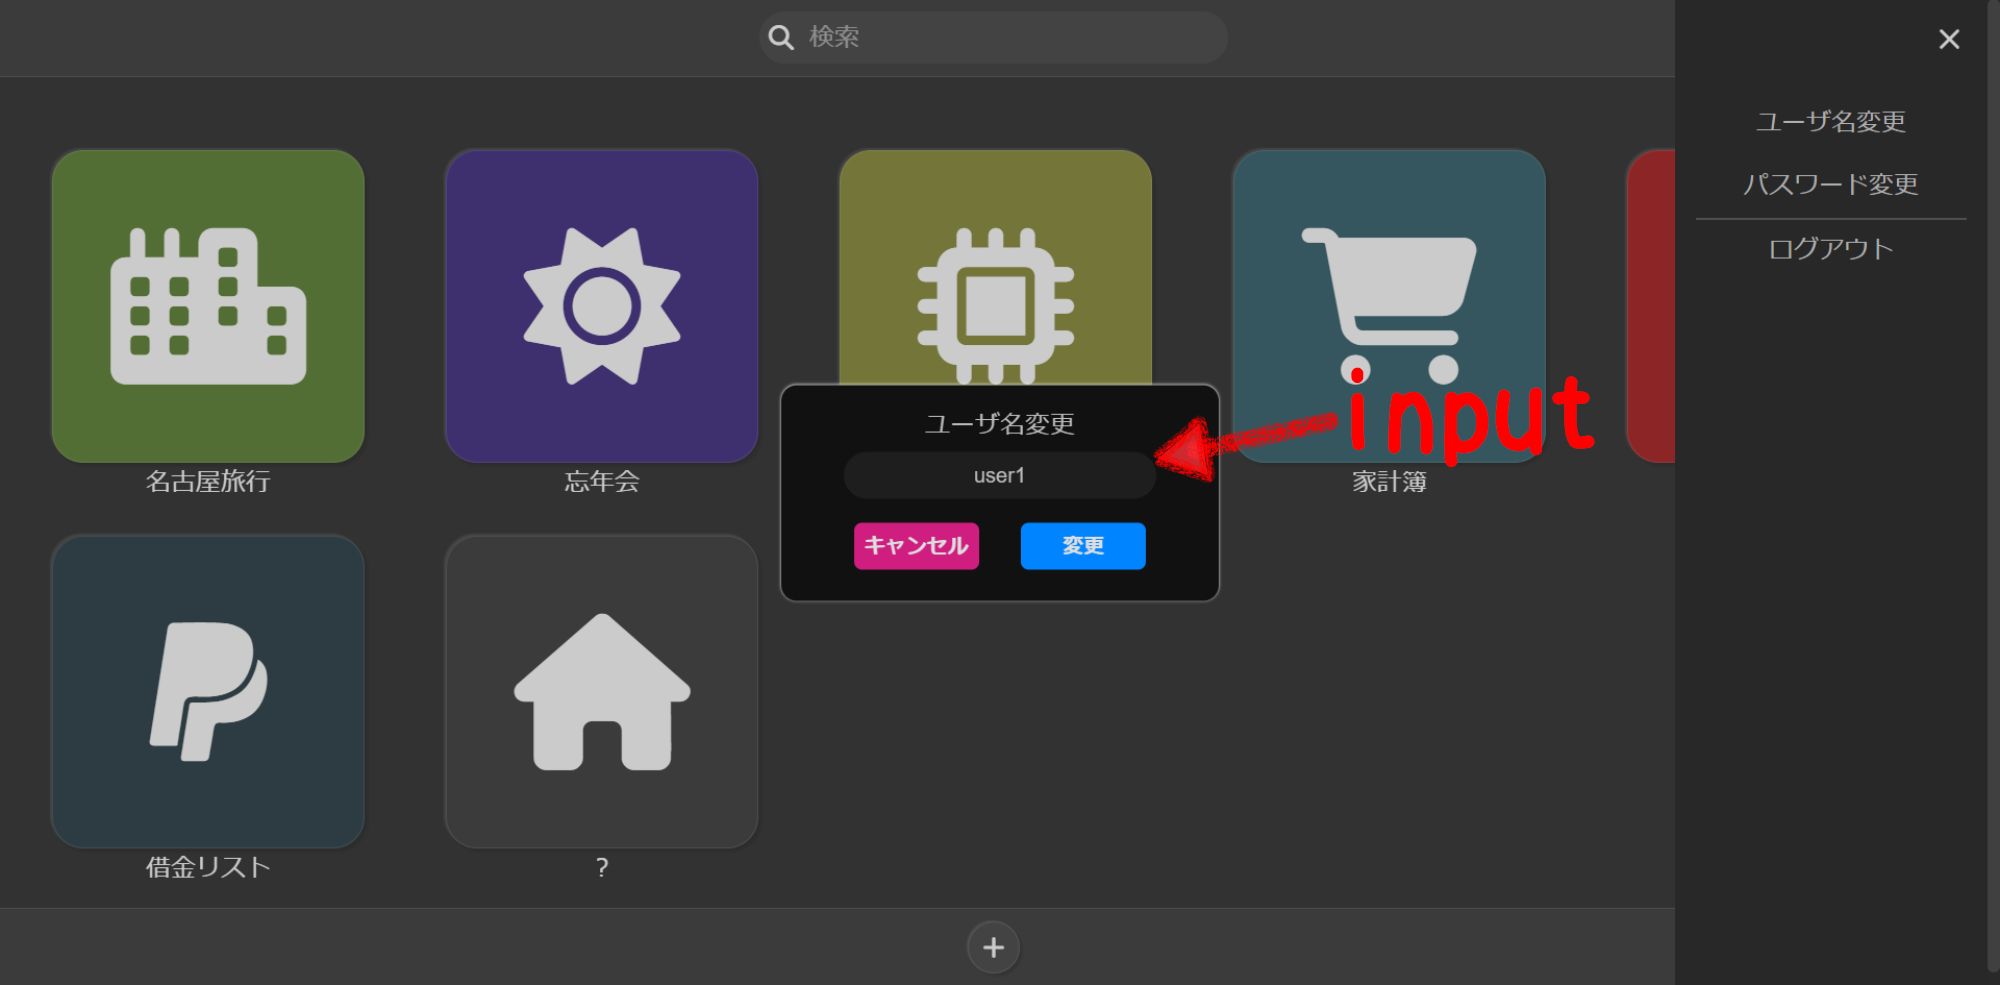 検索
ユーザ名変更
パスワード変更
ログアウト
名古屋旅行
忘年会
家計簿
ユーザ名変更
user1
キャンセル
変更
input
借金リスト
?